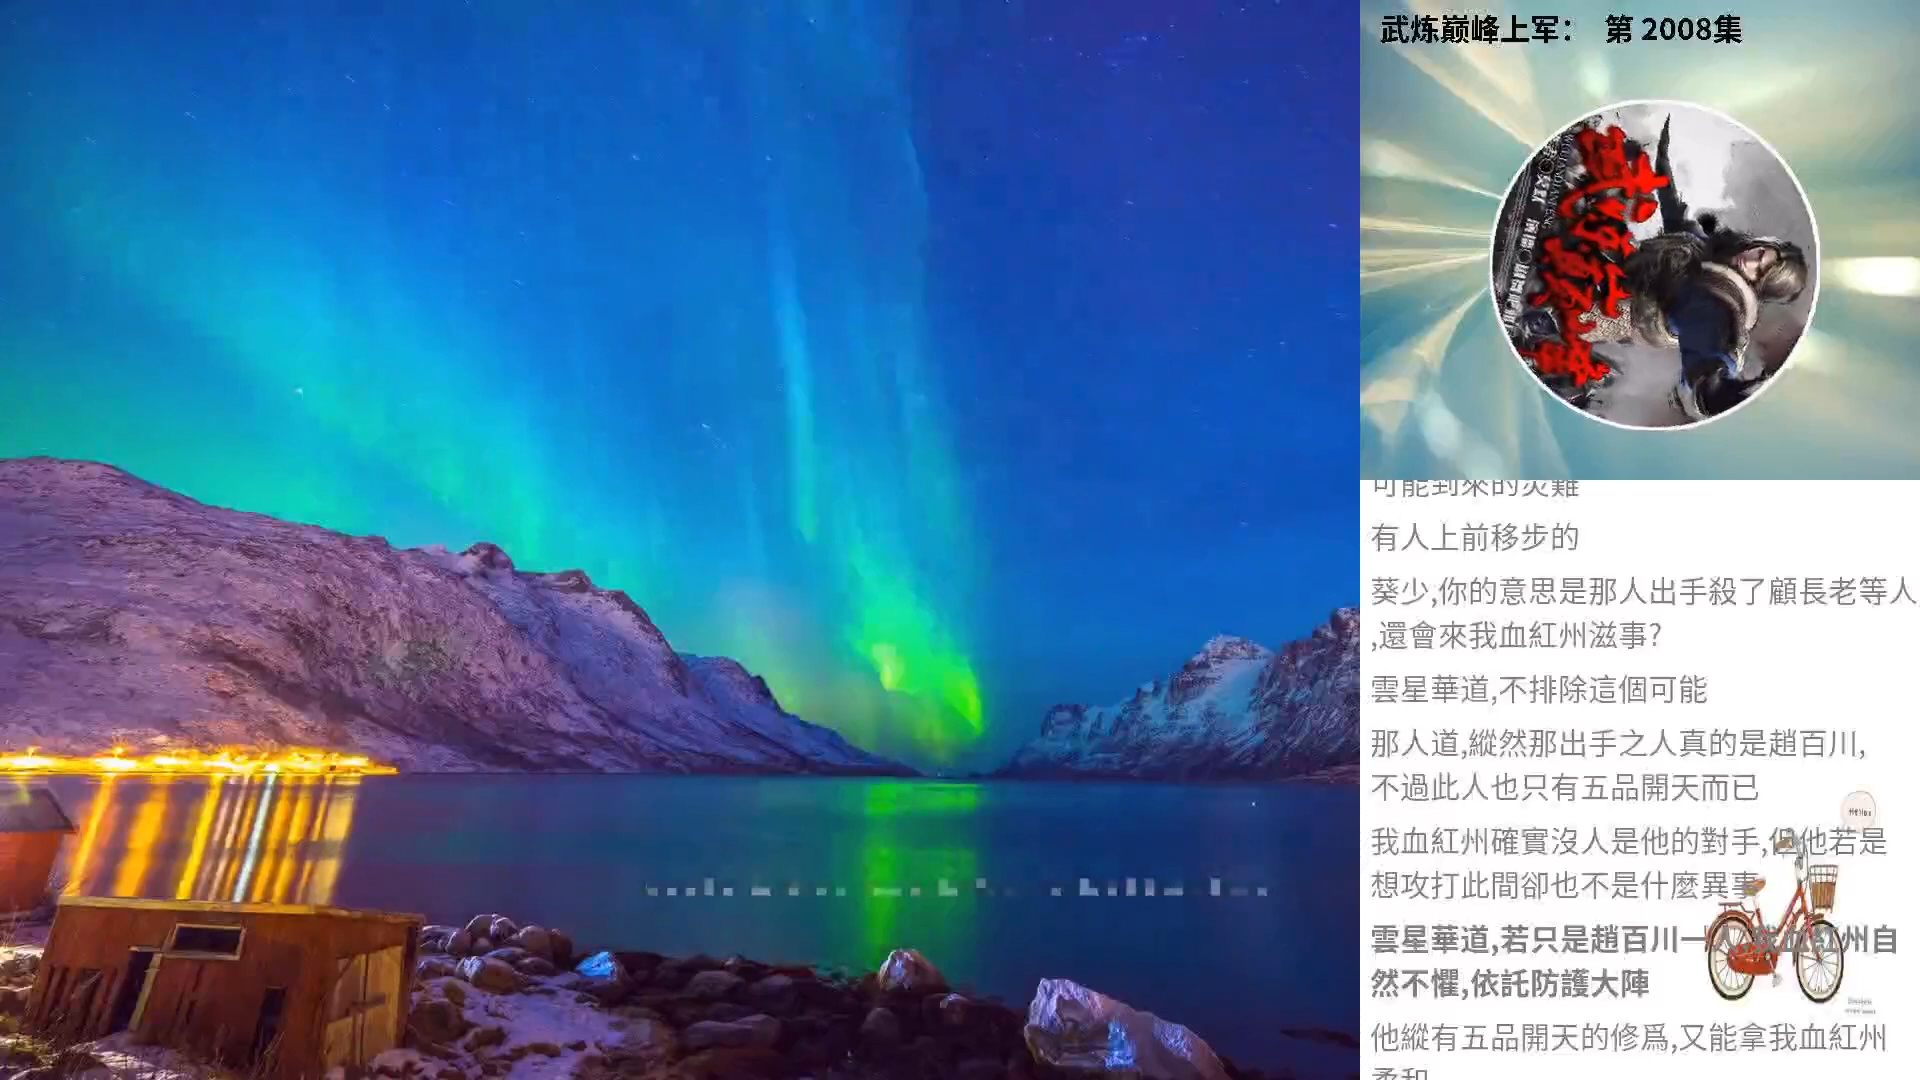 武炼巅峰上军： 第 2008集
可能到來的災難
有人上前移步的
葵少,你的意思是那人出手殺了顧長老等人
,還會來我血紅州滋事?
雲星華道,不排除這個可能
那人道,縱然那出手之人真的是趙百川,
不過此人也只有五品開天而已
我血紅州確實沒人是他的對手,但他若是
想攻打此間卻也不是什麼異事
雲星華道,若只是趙百川一人,我血紅州自
然不懼,依託防護大陣
他縱有五品開天的修爲,又能拿我血紅州